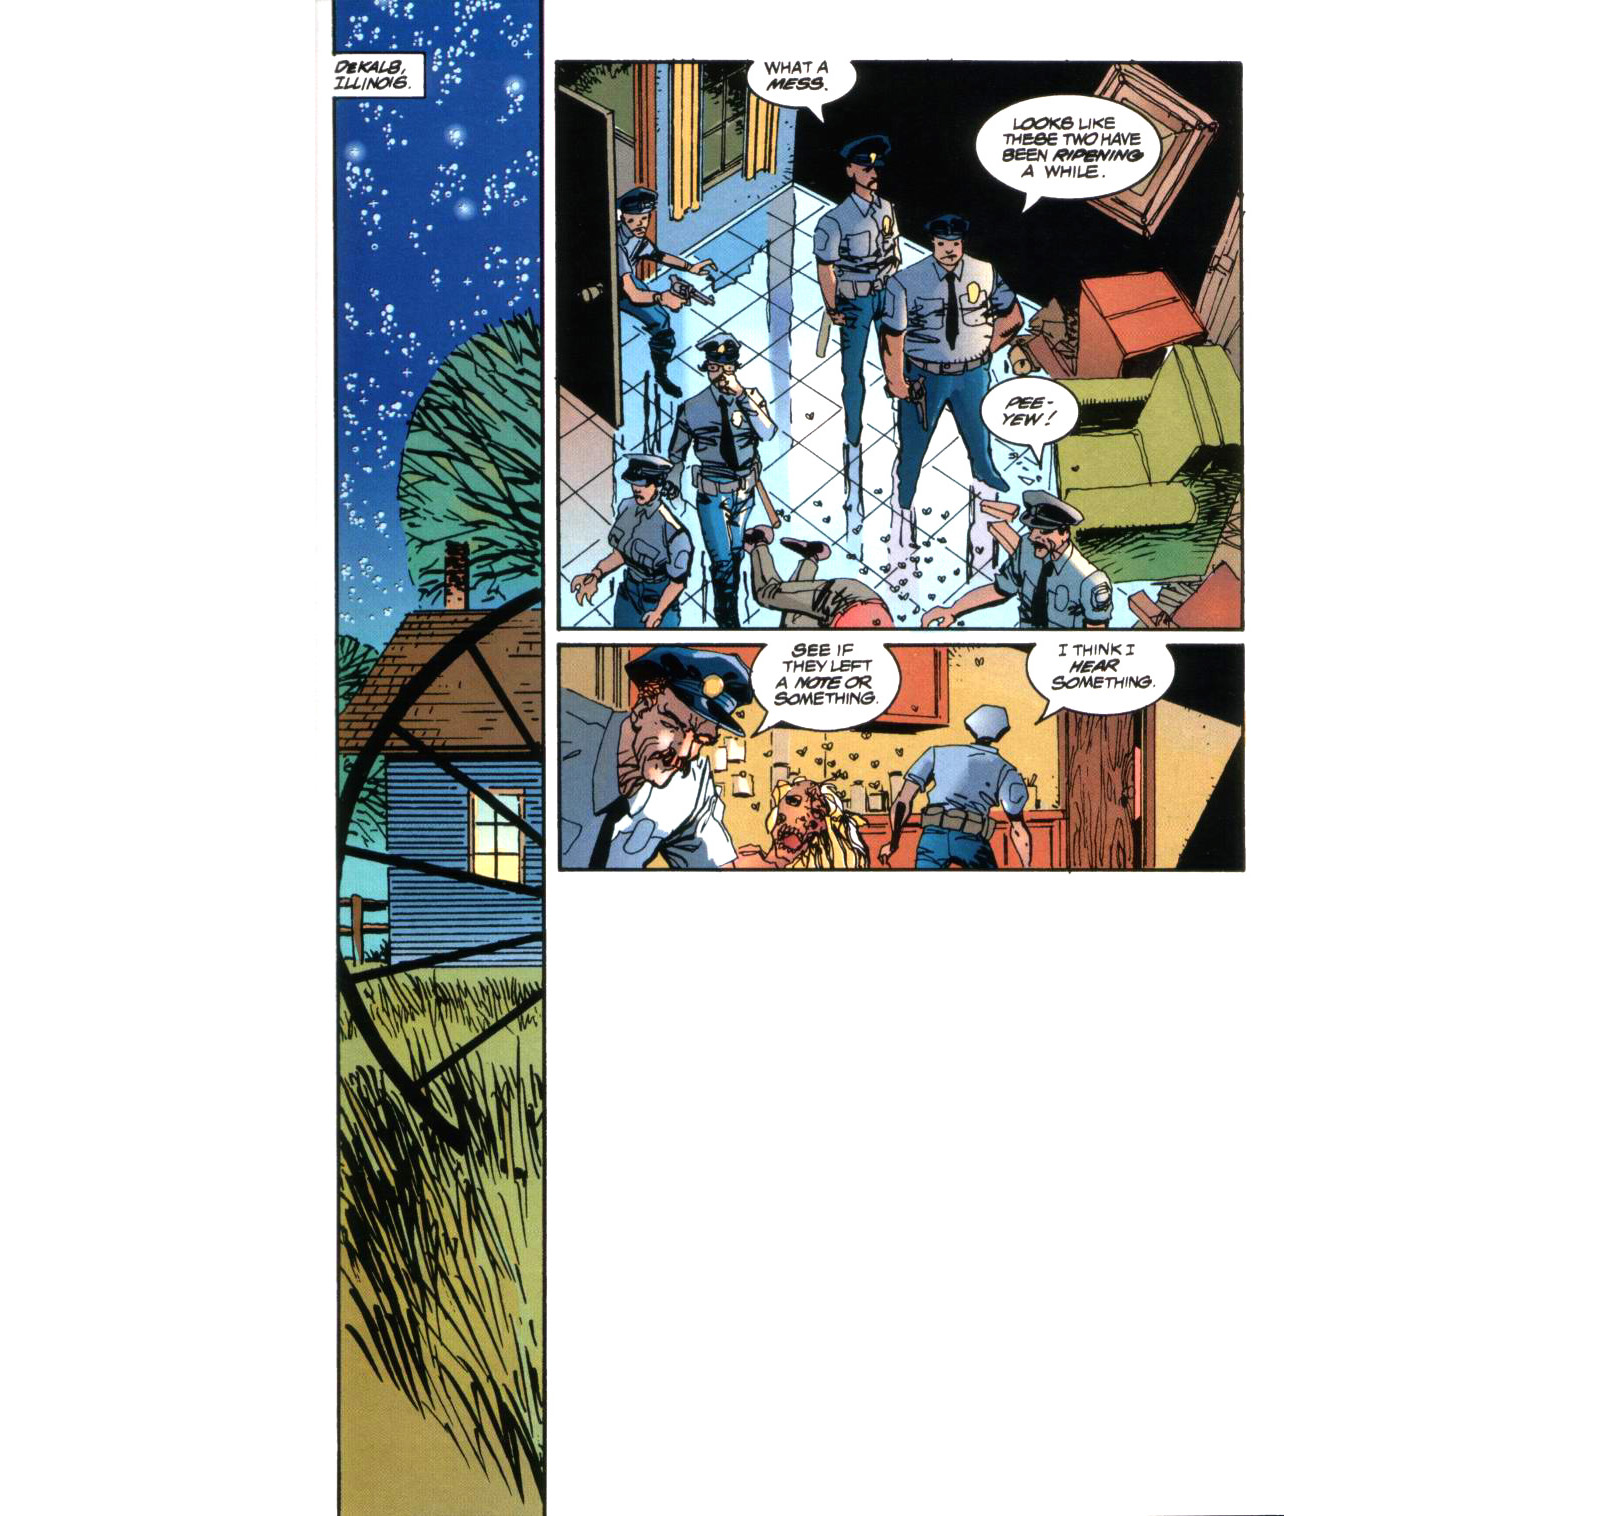 DEKALB,
ILLINOIS.
WHAT A
MESS.
LOOKS LIKE
THESE TWO HAVE
BEEN RIPENING
A WHILE.
PEE-
YEW!
SEE IF
THEY LEFT
A NOTE OR
SOMETHING.
I THINK I
HEAR
SOMETHING.